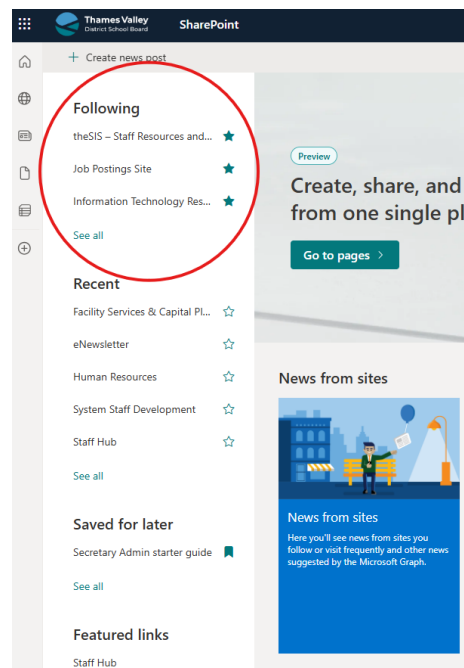 Thames Valley
District School Board
SharePoint
+ Create news post
Following
theSIS – Staff Resources and...
Job Postings Site
Information Technology Res...
See all
Recent
Facility Services & Capital Pl...
eNewsletter
Human Resources
System Staff Development
Staff Hub
See all
Saved for later
Secretary Admin starter guide
See all
Featured links
Staff Hub
Preview
Create, share, and
from one single pl
Go to pages >
News from sites
News from sites
Here you'll see news from sites you
follow or visit frequently and other news
suggested by the Microsoft Graph.